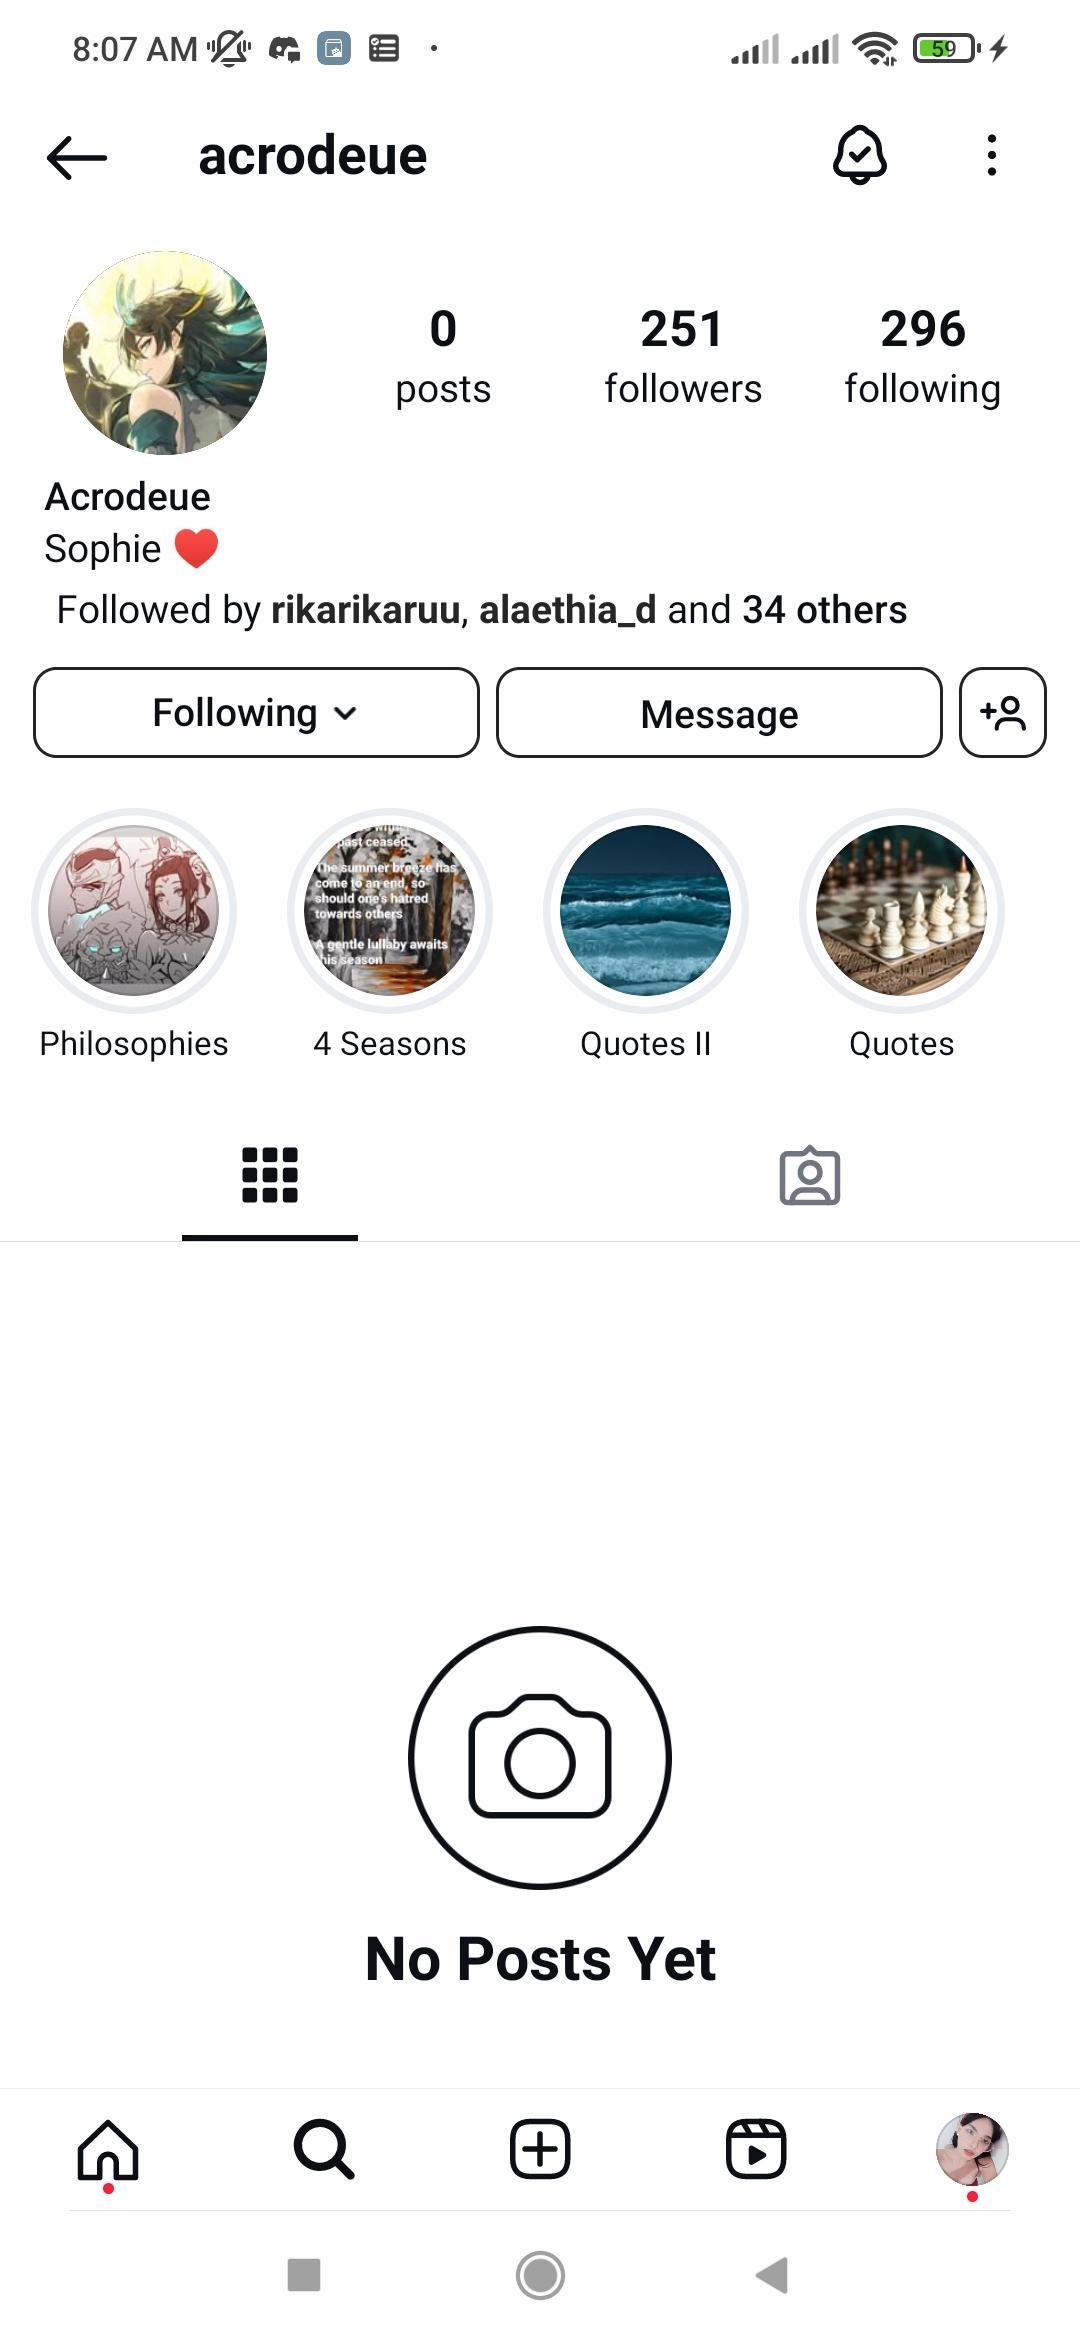 8:07 AM
59
acrodeue
0
251
296
posts
followers
following
Acrodeue
Sophie ❤️
Followed by rikarikaruu, alaethia_d and 34 others
Following
Message
past ceased
The summer breeze has
come to an end, so
should one's hatred
towards others
A gentle lullaby awaits
this season
Philosophies
4 Seasons
Quotes II
Quotes
No Posts Yet